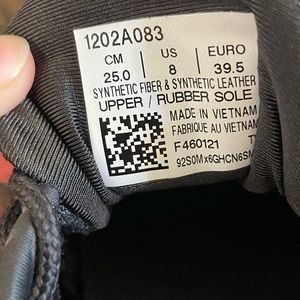 1202A083
CM US EURO
25.0 8 39.5
SYNTHETIC FIBER & SYNTHETIC LEATHER
UPPER / RUBBER SOLE
MADE IN VIETNAM
FABRIQUE AU VIETNAM
F460121